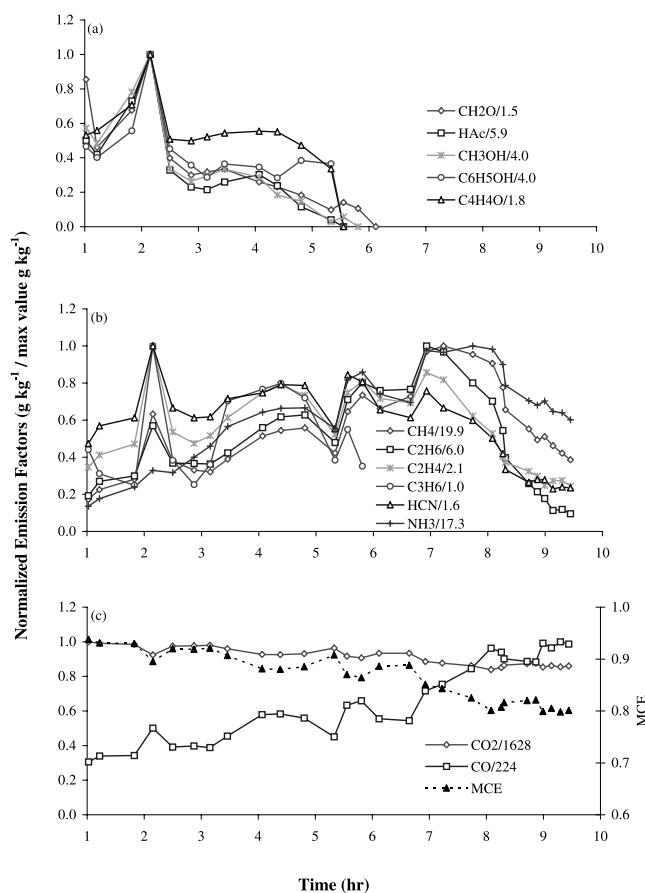 Normalized Emission Factors (g kg⁻¹ / max value g kg⁻¹)
(a)
1.2
1.0
0.8
0.6
0.4
0.2
0.0
CH2O/1.5
HAc/5.9
CH3OH/4.0
C6H5OH/4.0
C4H4O/1.8
1 2 3 4 5 6 7 8 9 10
(b)
1.2
1.0
0.8
0.6
0.4
0.2
0.0
CH4/19.9
C2H6/6.0
C2H4/2.1
C3H6/1.0
HCN/1.6
NH3/17.3
1 2 3 4 5 6 7 8 9 10
(c)
1.2
1.0
0.8
0.6
0.4
0.2
0.0
CO2/1628
CO/224
MCE
1.0
0.9
0.8
0.7
0.6
MCE
1 2 3 4 5 6 7 8 9 10
Time (hr)